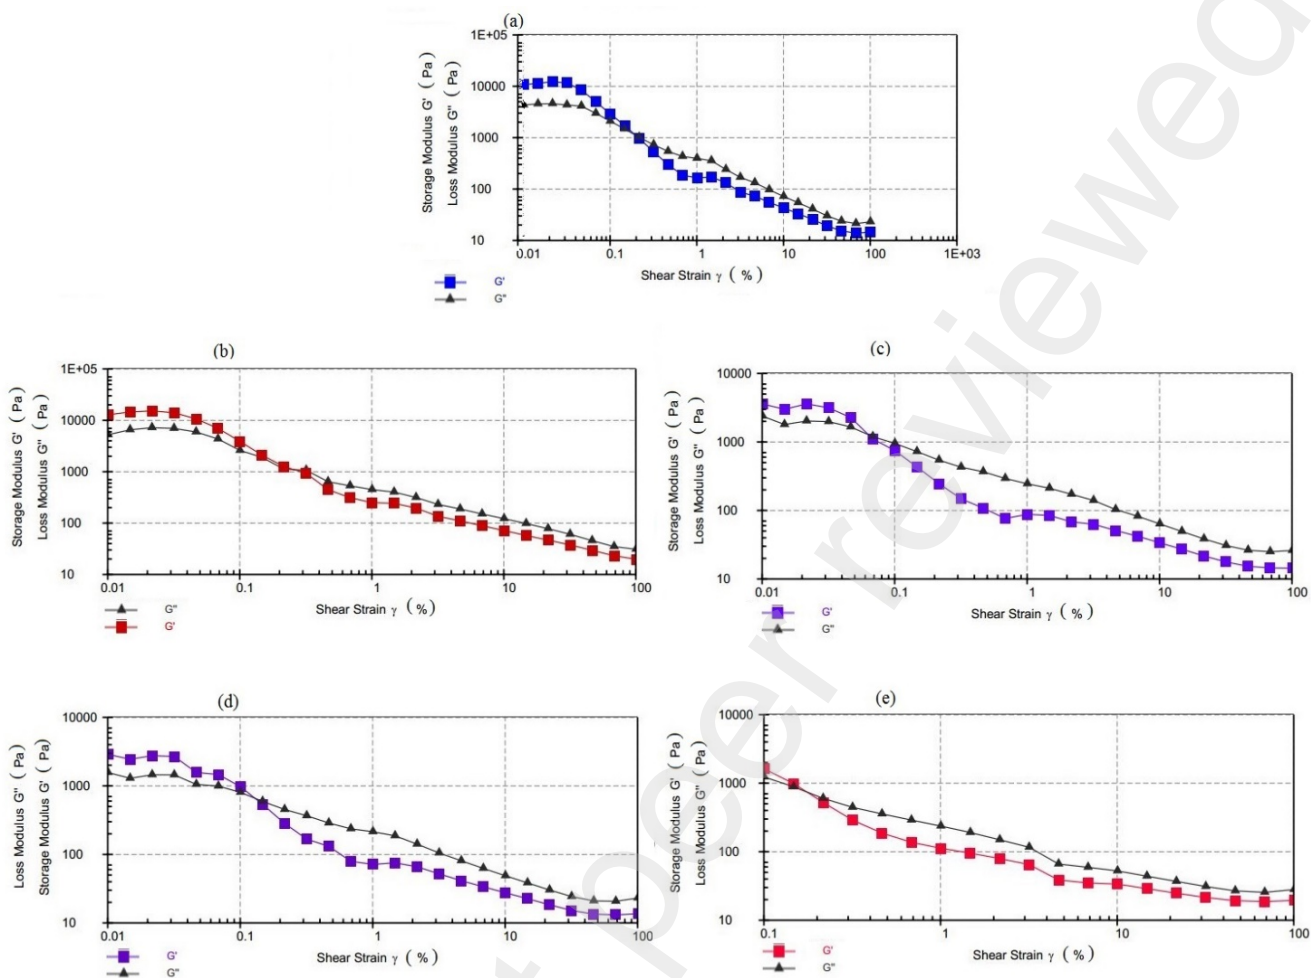 (a)
Storage Modulus G' ( Pa )
Loss Modulus G" ( Pa )
1E+05
10000
1000
100
10
0.01 0.1 1 10 100 1E+03
Shear Strain γ ( % )
G'
G"
(b)
Storage Modulus G' ( Pa )
Loss Modulus G" ( Pa )
1E+05
10000
1000
100
10
0.01 0.1 1 10 100
Shear Strain γ ( % )
G"
G'
(c)
Storage Modulus G' ( Pa )
Loss Modulus G" ( Pa )
10000
1000
100
10
0.01 0.1 1 10 100
Shear Strain γ ( % )
G'
G"
(d)
Loss Modulus G" ( Pa )
Storage Modulus G' ( Pa )
10000
1000
100
10
0.01 0.1 1 10 100
Shear Strain γ ( % )
G'
G"
(e)
Storage Modulus G' ( Pa )
Loss Modulus G" ( Pa )
10000
1000
100
10
0.1 1 10 100
Shear Strain γ ( % )
G'
G"
t peer reviewed